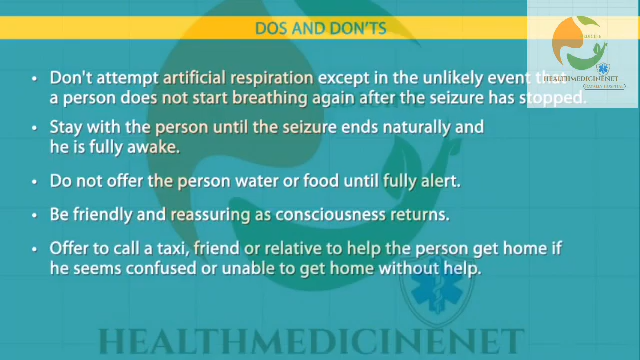 DOS AND DON'TS
• Don't attempt artificial respiration except in the unlikely event that
a person does not start breathing again after the seizure has stopped.
• Stay with the person until the seizure ends naturally and
he is fully awake.
• Do not offer the person water or food until fully alert.
• Be friendly and reassuring as consciousness returns.
• Offer to call a taxi, friend or relative to help the person get home if
he seems confused or unable to get home without help.
HEALTHMEDICINENET
HEALTHMEDICINENET